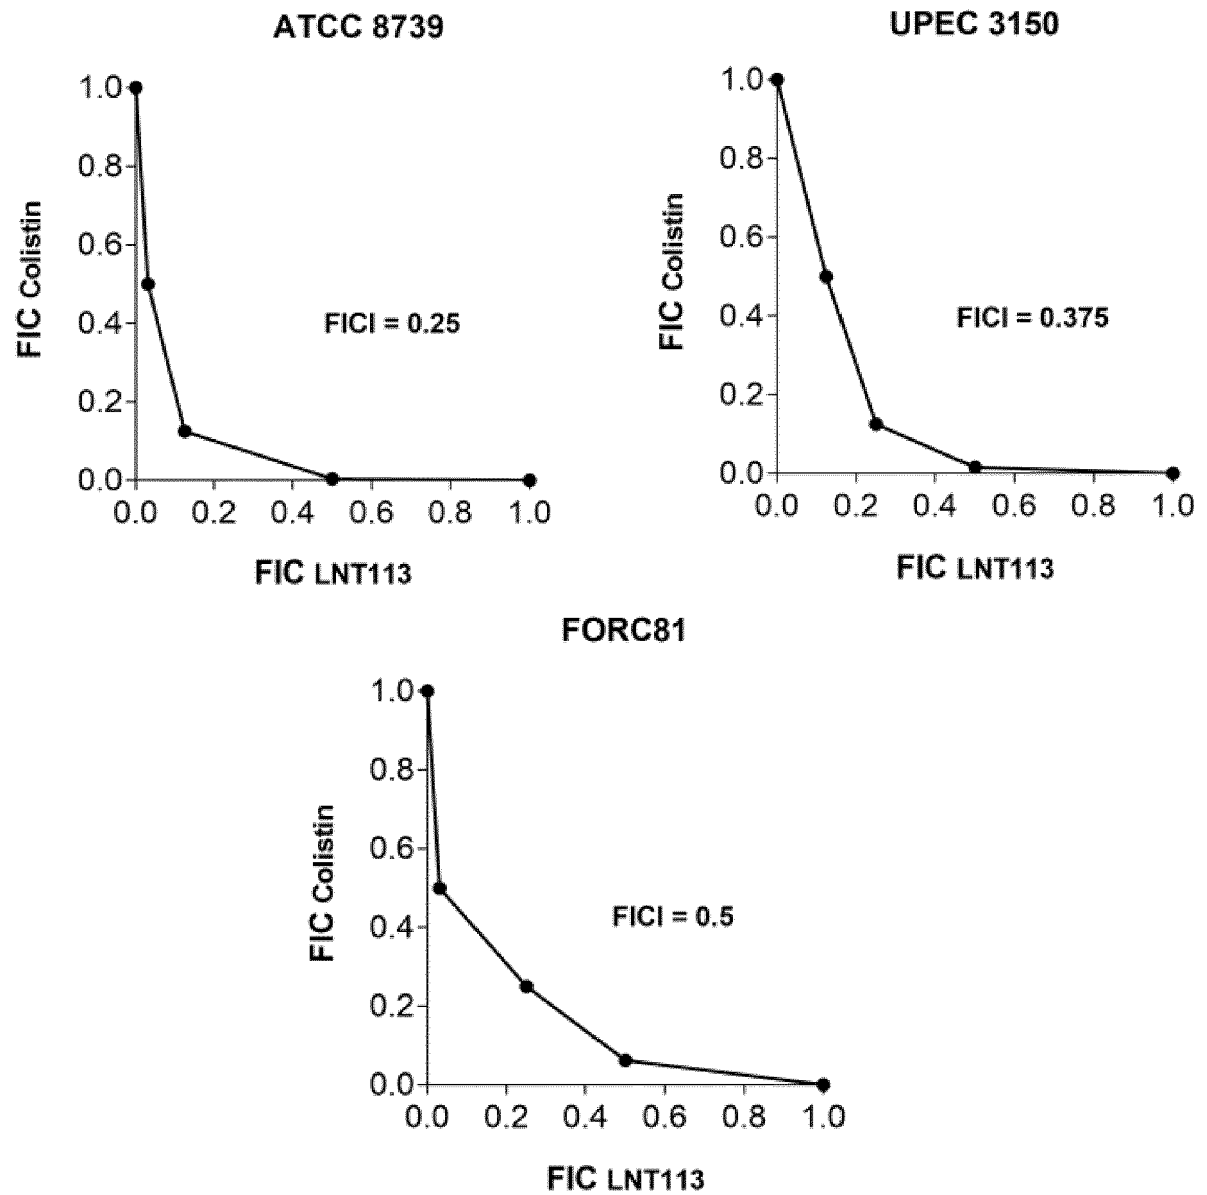 ATCC 8739
1.0
0.8
0.6
0.4
0.2
0.0
FIC Colistin
FICI = 0.25
0.0 0.2 0.4 0.6 0.8 1.0
FIC LNT113
UPEC 3150
1.0
0.8
0.6
0.4
0.2
0.0
FIC Colistin
FICI = 0.375
0.0 0.2 0.4 0.6 0.8 1.0
FIC LNT113
FORC81
1.0
0.8
0.6
0.4
0.2
0.0
FIC Colistin
FICI = 0.5
0.0 0.2 0.4 0.6 0.8 1.0
FIC LNT113